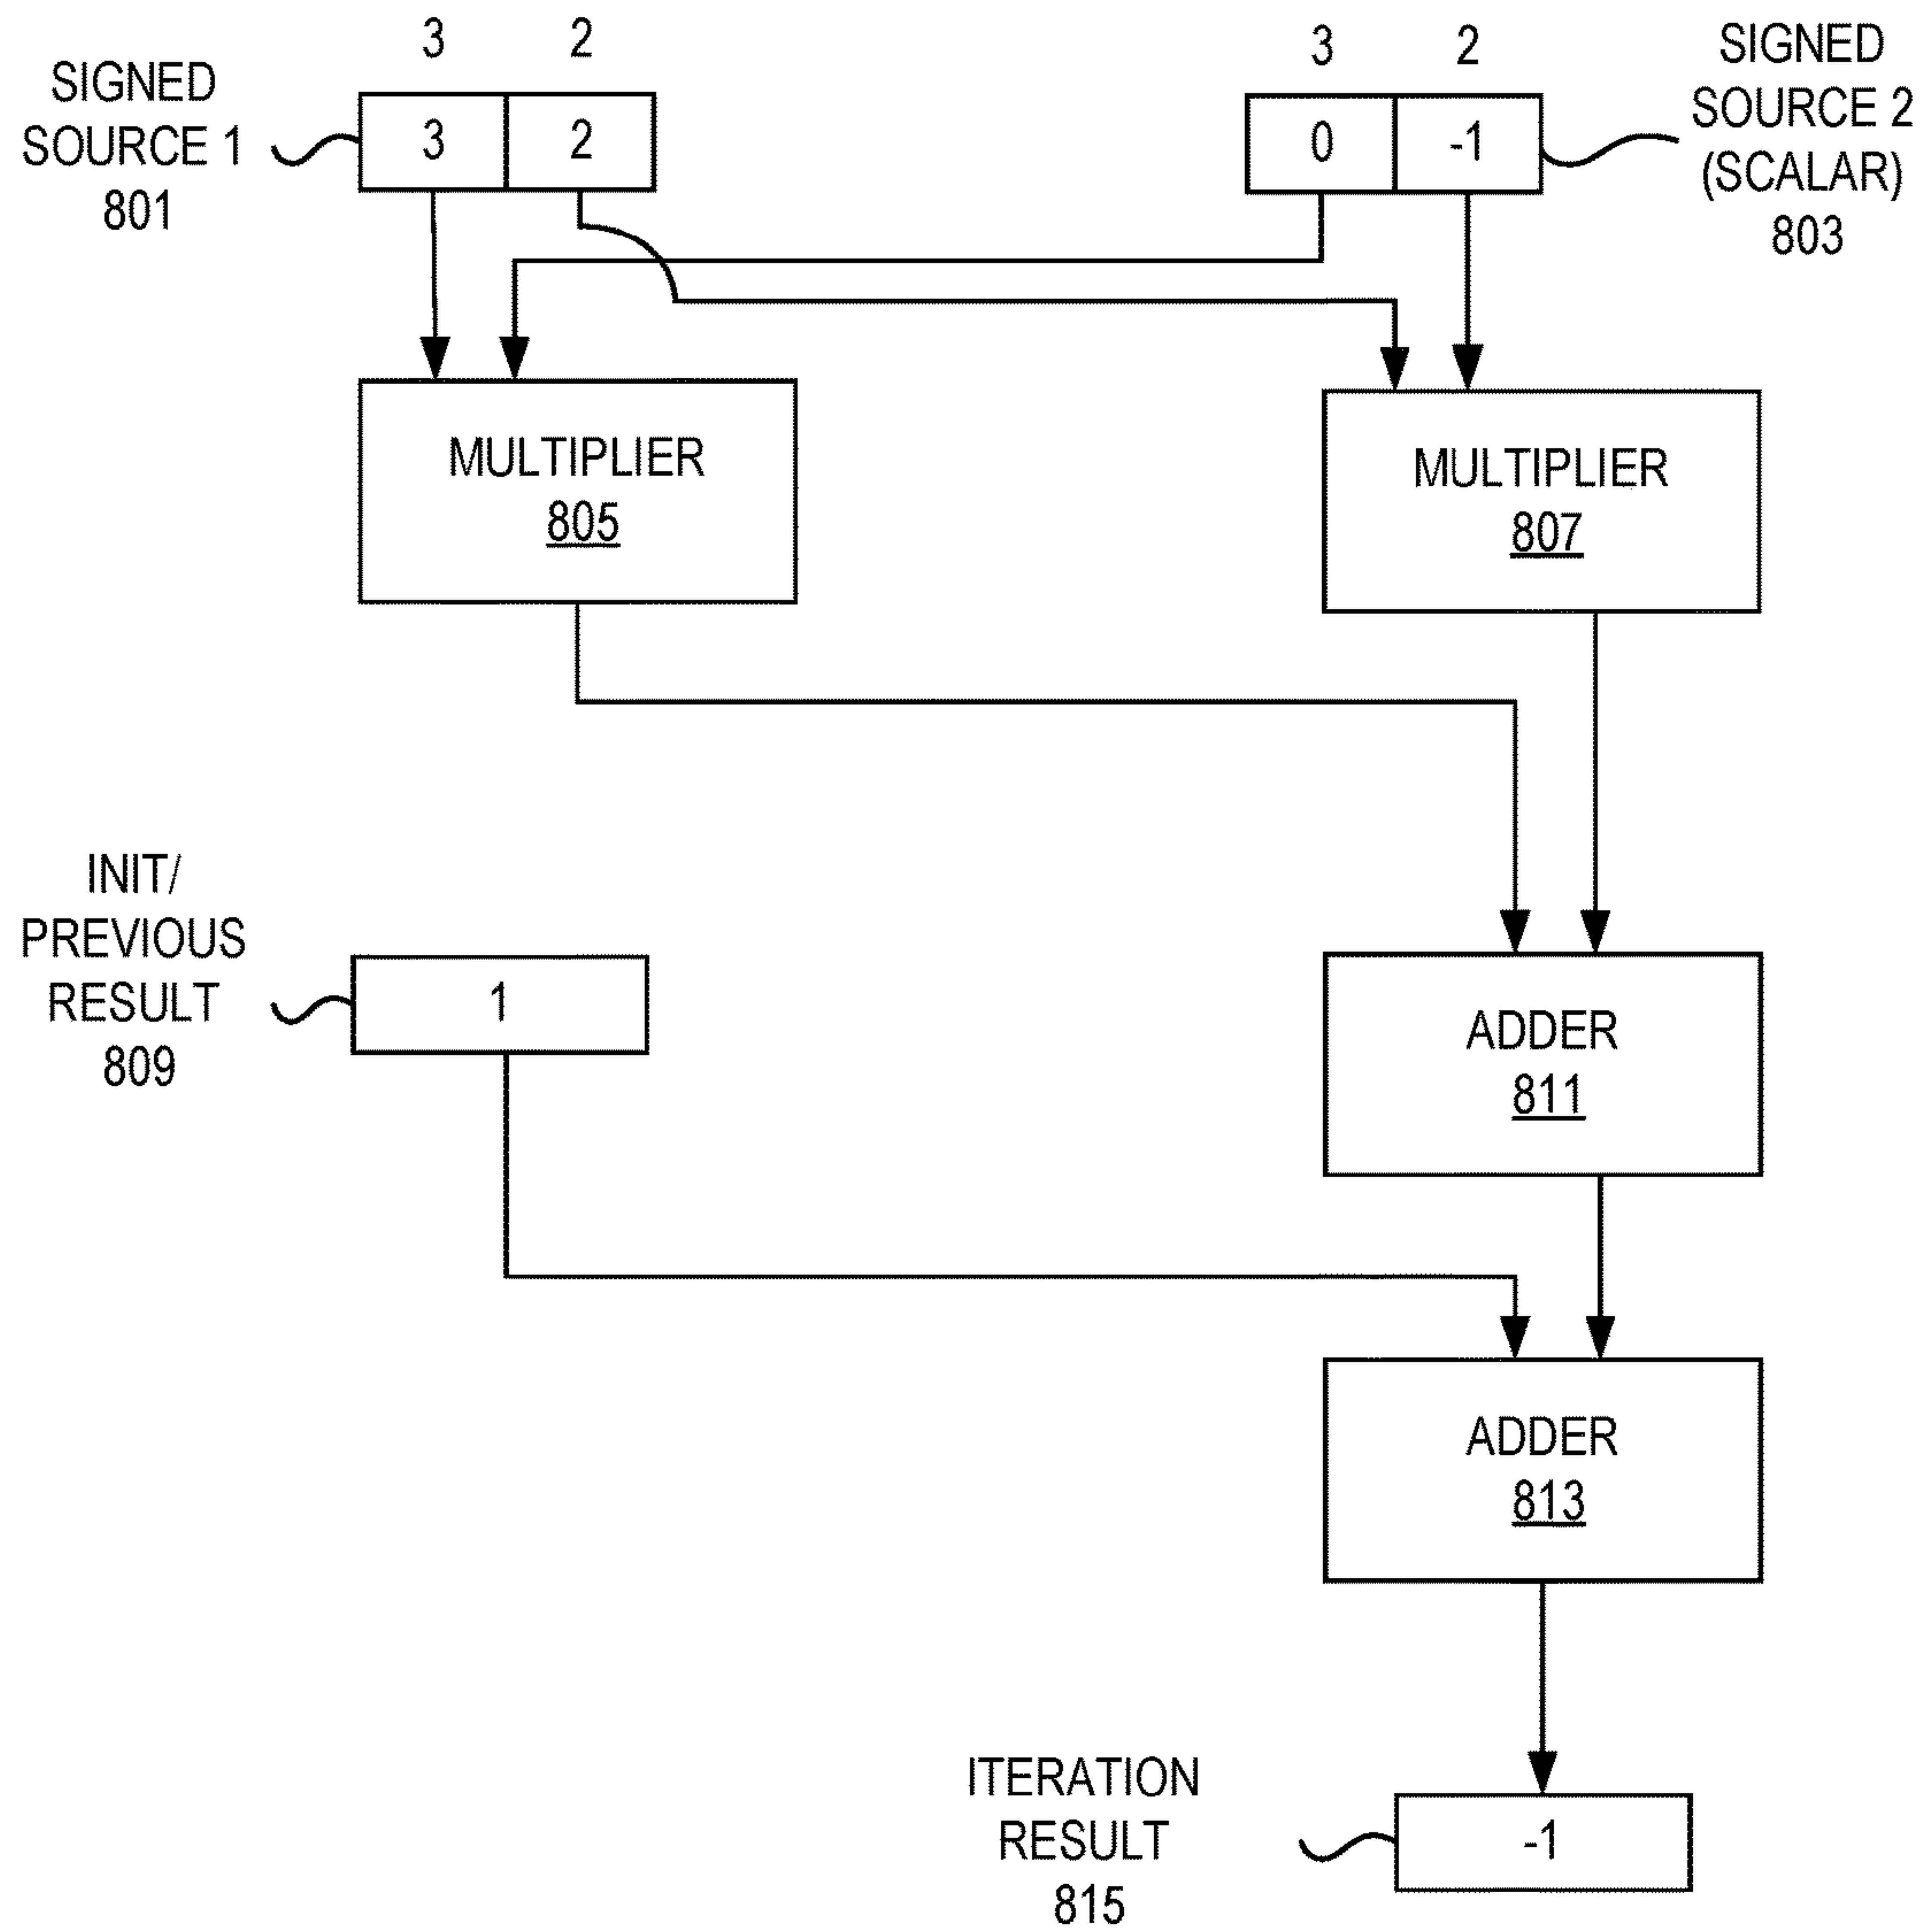 3 2
3 2
SIGNED
SOURCE 1
801
3 2
0 -1
SIGNED
SOURCE 2
(SCALAR)
803
MULTIPLIER
805
MULTIPLIER
807
INIT/
PREVIOUS
RESULT
809
1
ADDER
811
ADDER
813
ITERATION
RESULT
815
-1